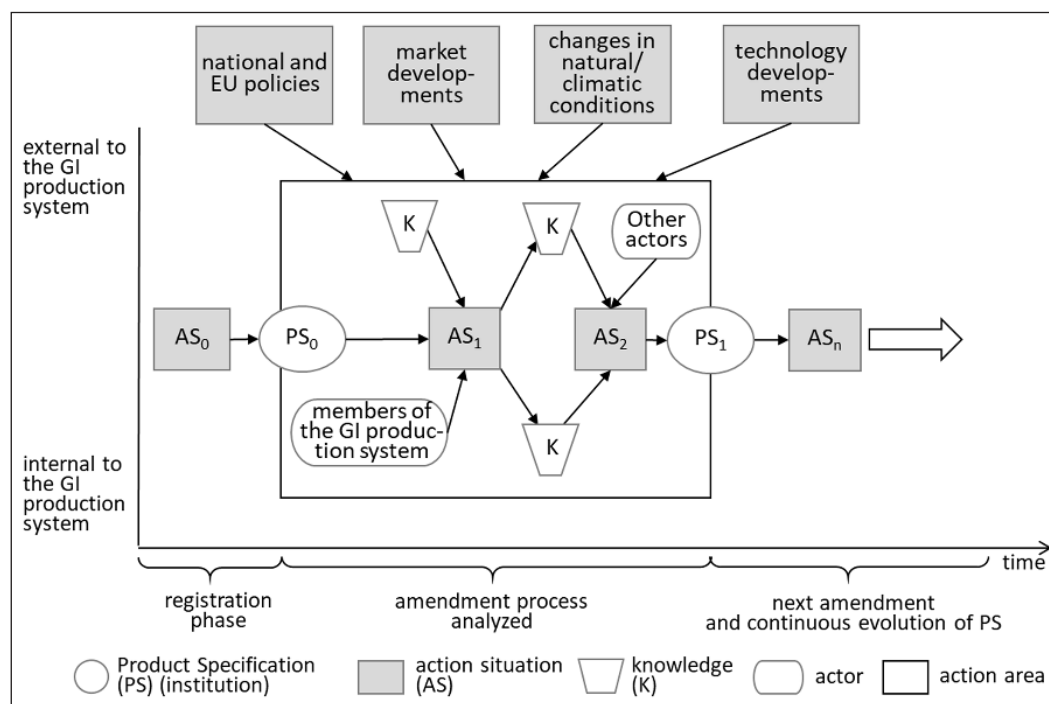 national and
EU policies
market
develop-
ments
changes in
natural/
climatic
conditions
technology
develop-
ments
external to
the GI
production
system
K
K
Other
actors
AS0
PS0
AS1
AS2
PS1
ASn
members of
the GI produc-
tion system
K
internal to
the GI
production
system
time
registration
phase
amendment process
analyzed
next amendment
and continuous evolution of PS
Product Specification
(PS) (institution)
action situation
(AS)
knowledge
(K)
actor
action area